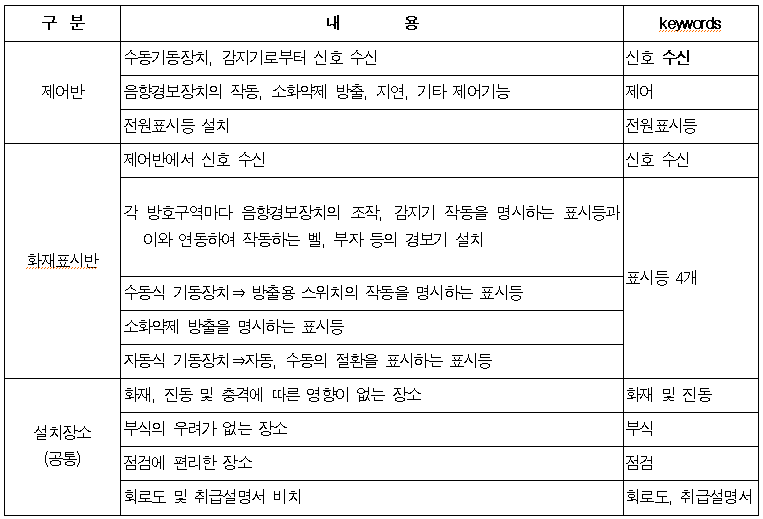 구 분 내 용 keywords
수동기동장치, 감지기로부터 신호 수신 신호 수신
제어반 음향경보장치의 작동, 소화약제 방출, 지연, 기타 제어기능 제어
전원표시등 설치 전원표시등
제어반에서 신호 수신 신호 수신
각 방호구역마다 음향경보장치의 조작, 감지기 작동을 명시하는 표시등과
이와 연동하여 작동하는 벨, 부자 등의 경보기 설치
화재표시반
표시등 4개
수동식 기동장치⇒ 방출용 스위치의 작동을 명시하는 표시등
소화약제 방출을 명시하는 표시등
자동식 기동장치⇒자동, 수동의 절환을 표시하는 표시등
화재, 진동 및 충격에 따른 영향이 없는 장소 화재 및 진동
설치장소
(공통)
부식의 우려가 없는 장소 부식
점검에 편리한 장소 점검
회로도 및 취급설명서 비치 회로도, 취급설명서